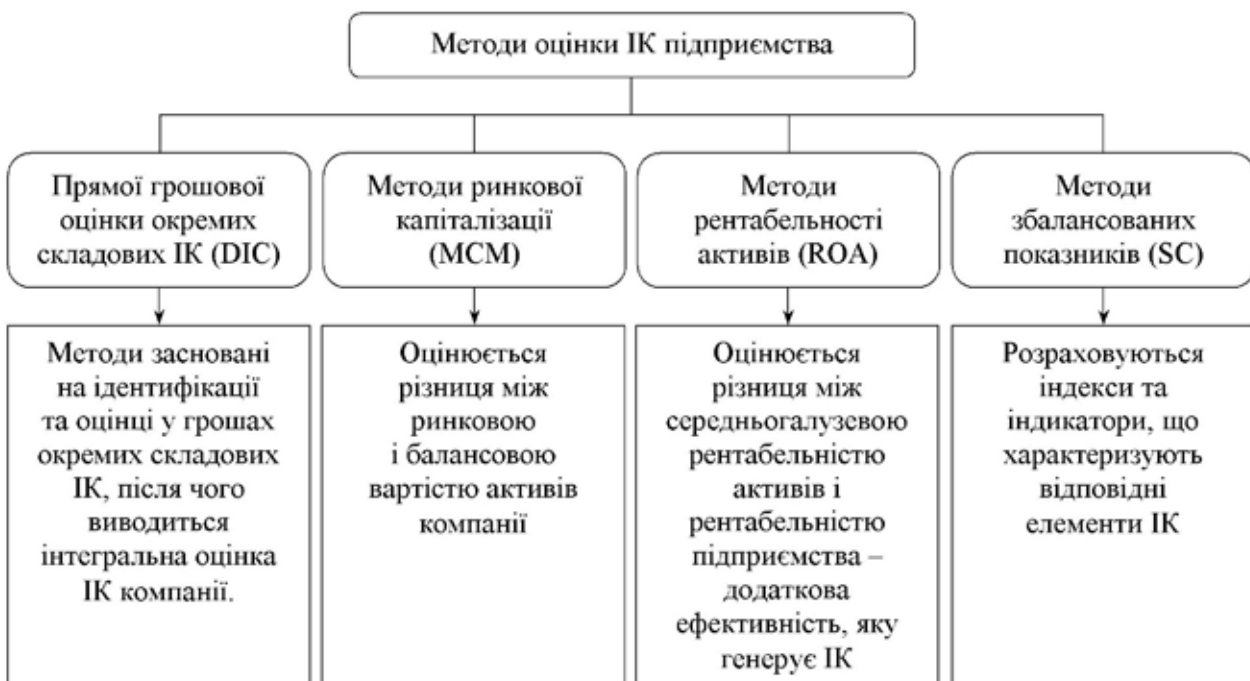 Методи оцінки ІК підприємства
Прямої грошової
оцінки окремих
складових ІК (DIC)
Методи ринкової
капіталізації
(MCM)
Методи
рентабельності
активів (ROA)
Методи
збалансованих
показників (SC)
Методи засновані
на ідентифікації
та оцінці у грошах
окремих складових
ІК, після чого
виводиться
інтегральна оцінка
ІК компанії.
Оцінюється
різниця між
ринковою
і балансовою
вартістю активів
компанії
Оцінюється
різниця між
середньогалузевою
рентабельністю
активів і
рентабельністю
підприємства –
додаткова
ефективність, яку
генерує ІК
Розраховуються
індекси та
індикатори, що
характеризують
відповідні
елементи ІК